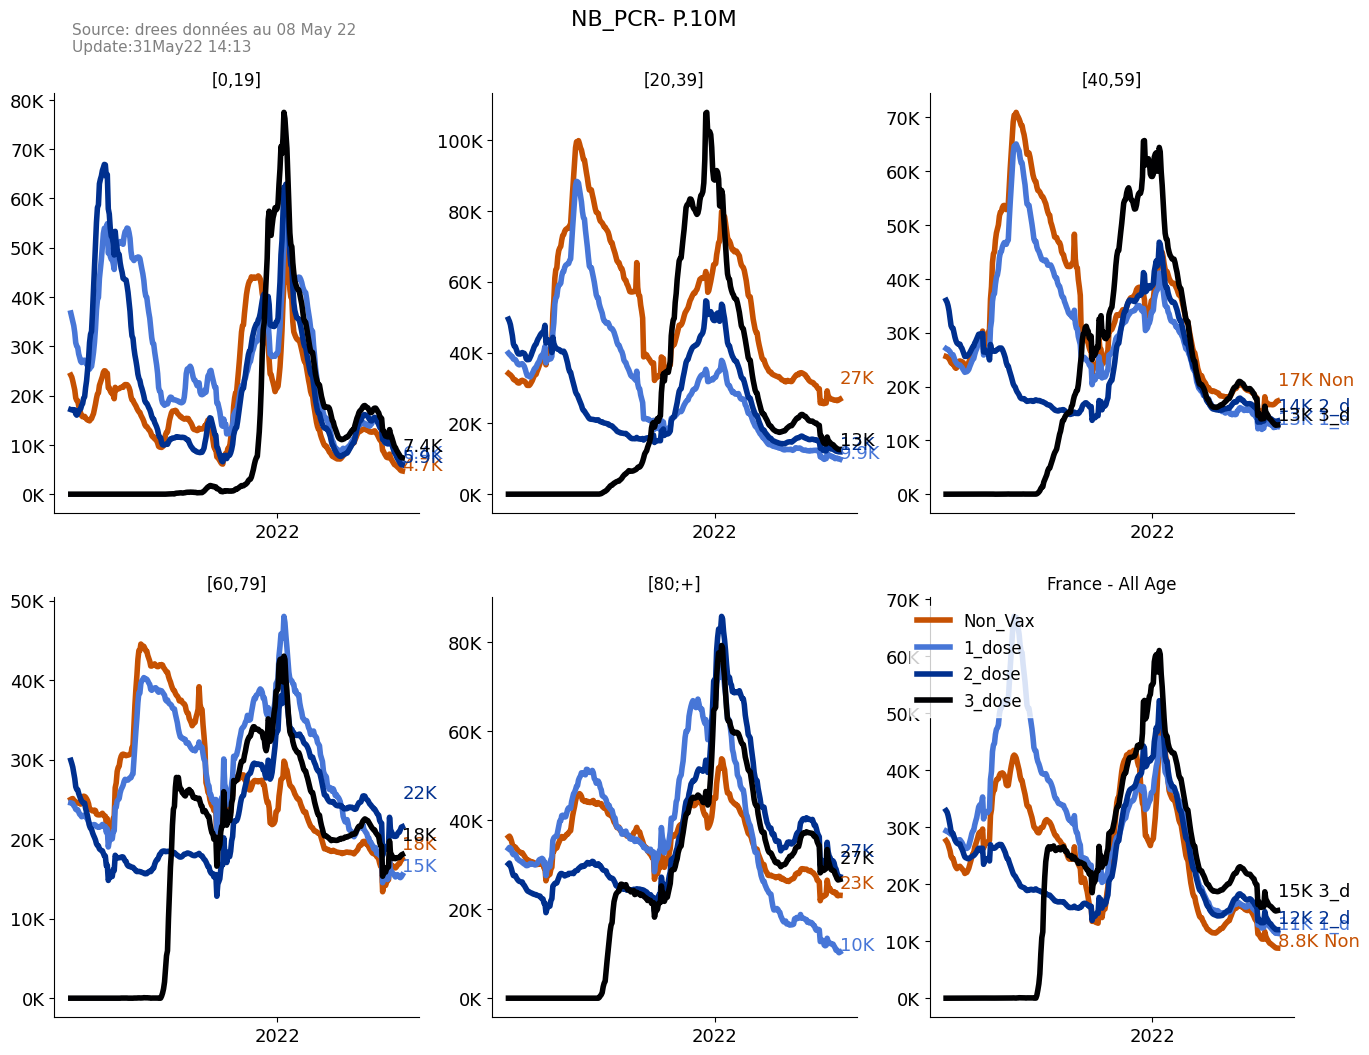 NB_PCR- P.10M
Source: drees données au 08 May 22
Update:31May22 14:13
[0,19]
80K
70K
60K
50K
40K
30K
20K
10K
0K
7.4K
5.9K
4.7K
2022
[20,39]
100K
80K
60K
40K
20K
0K
27K
13K
12K
9.9K
2022
[40,59]
70K
60K
50K
40K
30K
20K
10K
0K
17K Non
14K 2_d
13K 3_d
13K 1_d
2022
[60,79]
50K
40K
30K
20K
10K
0K
22K
18K
18K
15K
2022
[80;+]
80K
60K
40K
20K
0K
27K
27K
23K
10K
2022
France - All Age
70K
60K
50K
40K
30K
20K
10K
0K
Non_Vax
1_dose
2_dose
3_dose
15K 3_d
12K 2_d
11K 1_d
8.8K Non
2022